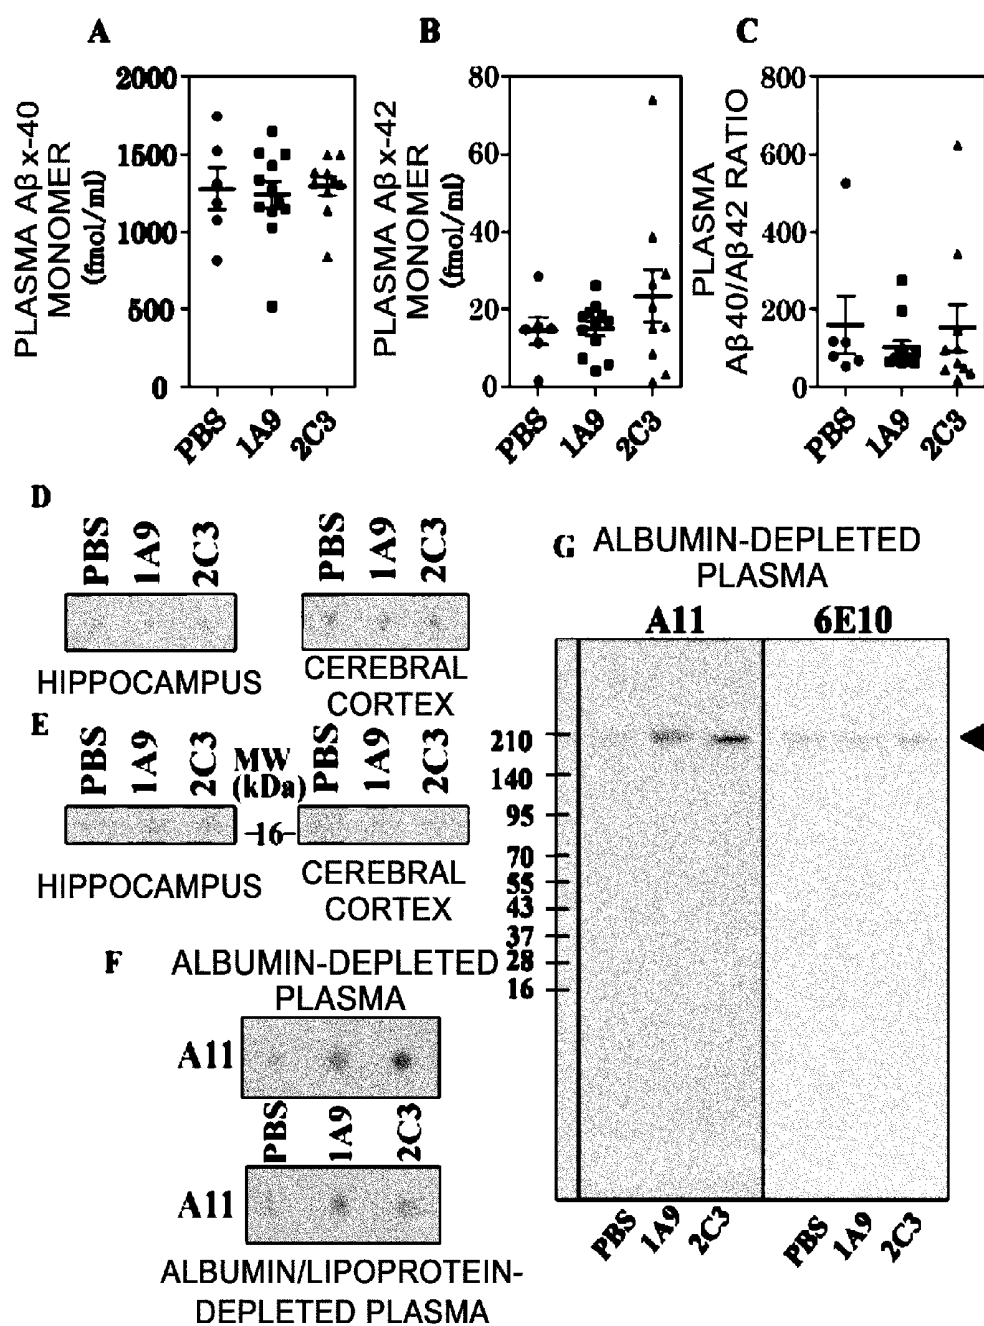 A
PLASMA Aβ x-40
MONOMER
(fmol/ml)
2000
1500
1000
500
0
PBS
1A9
2C3
B
PLASMA Aβ x-42
MONOMER
(fmol/ml)
80
60
40
20
0
PBS
1A9
2C3
C
PLASMA
Aβ40/Aβ42 RATIO
800
600
400
200
0
PBS
1A9
2C3
D
PBS
1A9
2C3
HIPPOCAMPUS
PBS
1A9
2C3
CEREBRAL
CORTEX
E
PBS
1A9
2C3
HIPPOCAMPUS
MW
(kDa)
16
PBS
1A9
2C3
CEREBRAL
CORTEX
F
ALBUMIN-DEPLETED
PLASMA
A11
PBS
1A9
2C3
A11
ALBUMIN/LIPOPROTEIN-
DEPLETED PLASMA
G
ALBUMIN-DEPLETED
PLASMA
A11
6E10
210
140
95
70
55
43
37
28
16
PBS
1A9
2C3
PBS
1A9
2C3